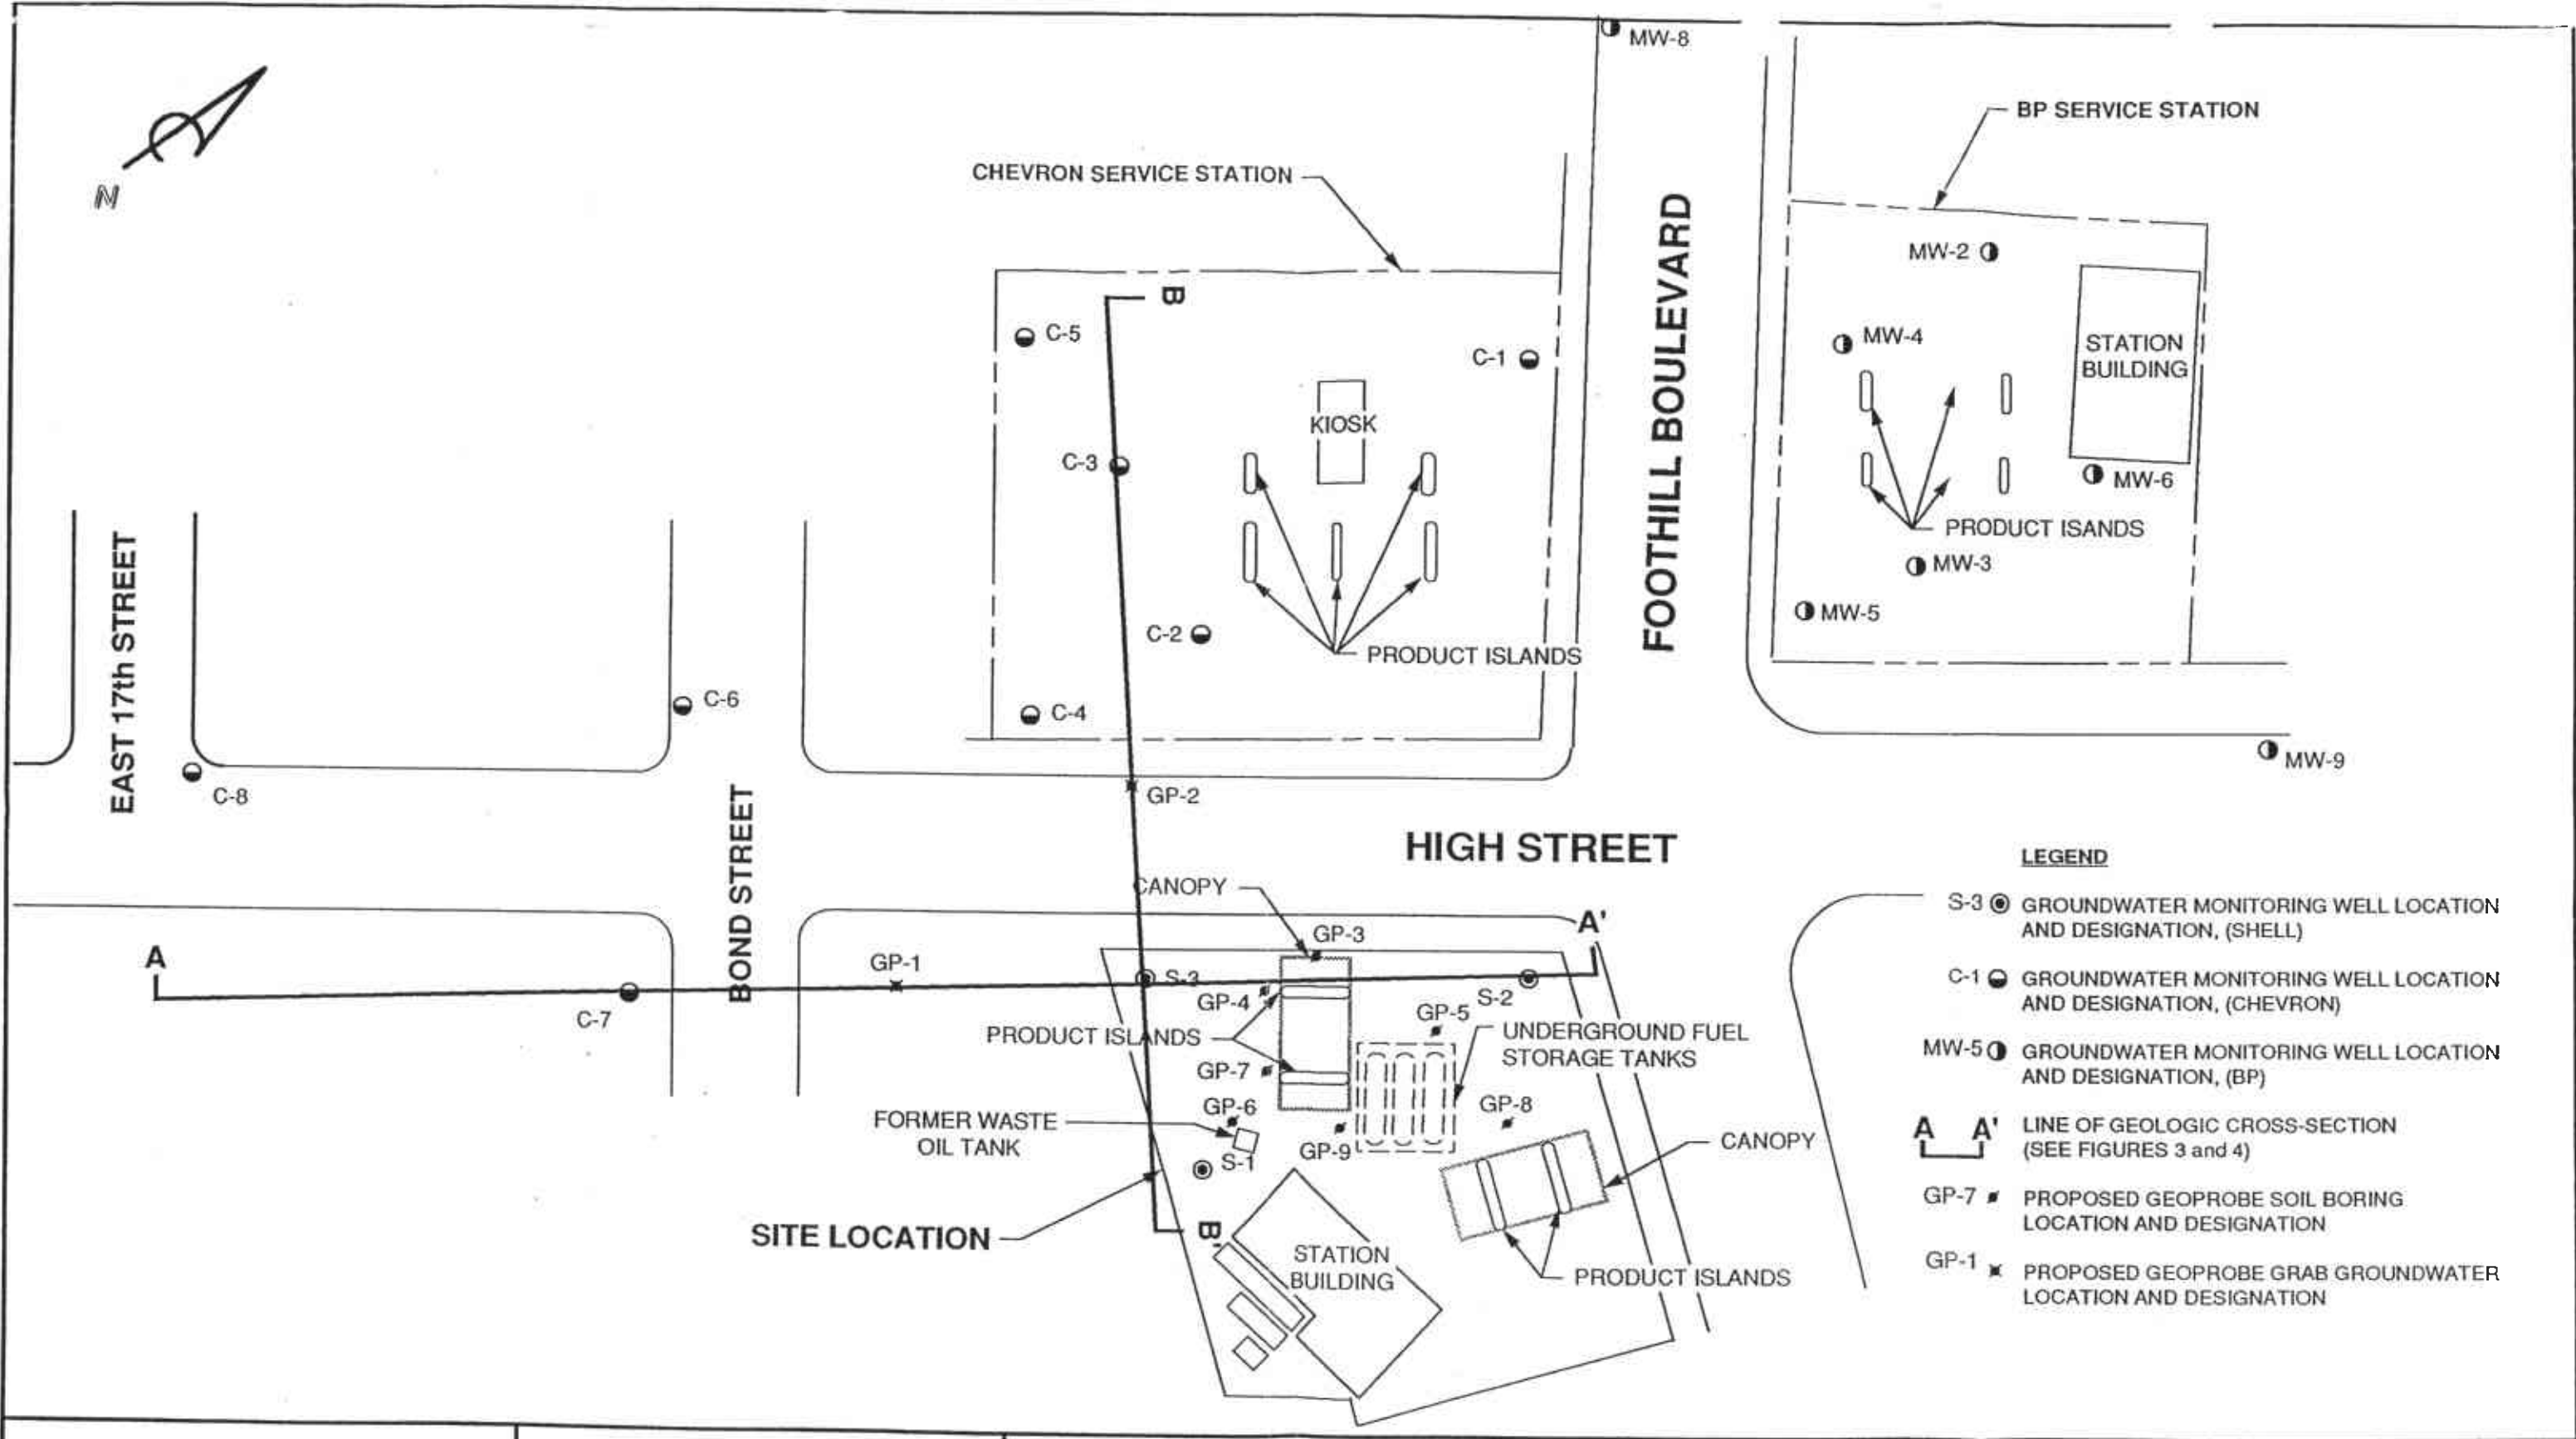 MW-8
N
BP SERVICE STATION
CHEVRON SERVICE STATION
MW-2
B
C-5
C-1
MW-4
STATION
BUILDING
KIOSK
C-3
MW-6
PRODUCT ISANDS
FOOTHILL BOULEVARD
MW-3
MW-5
C-2
PRODUCT ISLANDS
EAST 17th STREET
C-6
C-4
MW-9
C-8
GP-2
BOND STREET
HIGH STREET
CANOPY
A'
GP-3
A
GP-1
S-3
GP-4
S-2
C-7
GP-5
PRODUCT ISLANDS
UNDERGROUND FUEL
STORAGE TANKS
GP-7
GP-6
GP-8
FORMER WASTE
OIL TANK
GP-9
CANOPY
S-1
SITE LOCATION
B'
STATION
BUILDING
PRODUCT ISLANDS
LEGEND
S-3 GROUNDWATER MONITORING WELL LOCATION
AND DESIGNATION, (SHELL)
C-1 GROUNDWATER MONITORING WELL LOCATION
AND DESIGNATION, (CHEVRON)
MW-5 GROUNDWATER MONITORING WELL LOCATION
AND DESIGNATION, (BP)
A A' LINE OF GEOLOGIC CROSS-SECTION
(SEE FIGURES 3 and 4)
GP-7 PROPOSED GEOPROBE SOIL BORING
LOCATION AND DESIGNATION
GP-1 PROPOSED GEOPROBE GRAB GROUNDWATER
LOCATION AND DESIGNATION